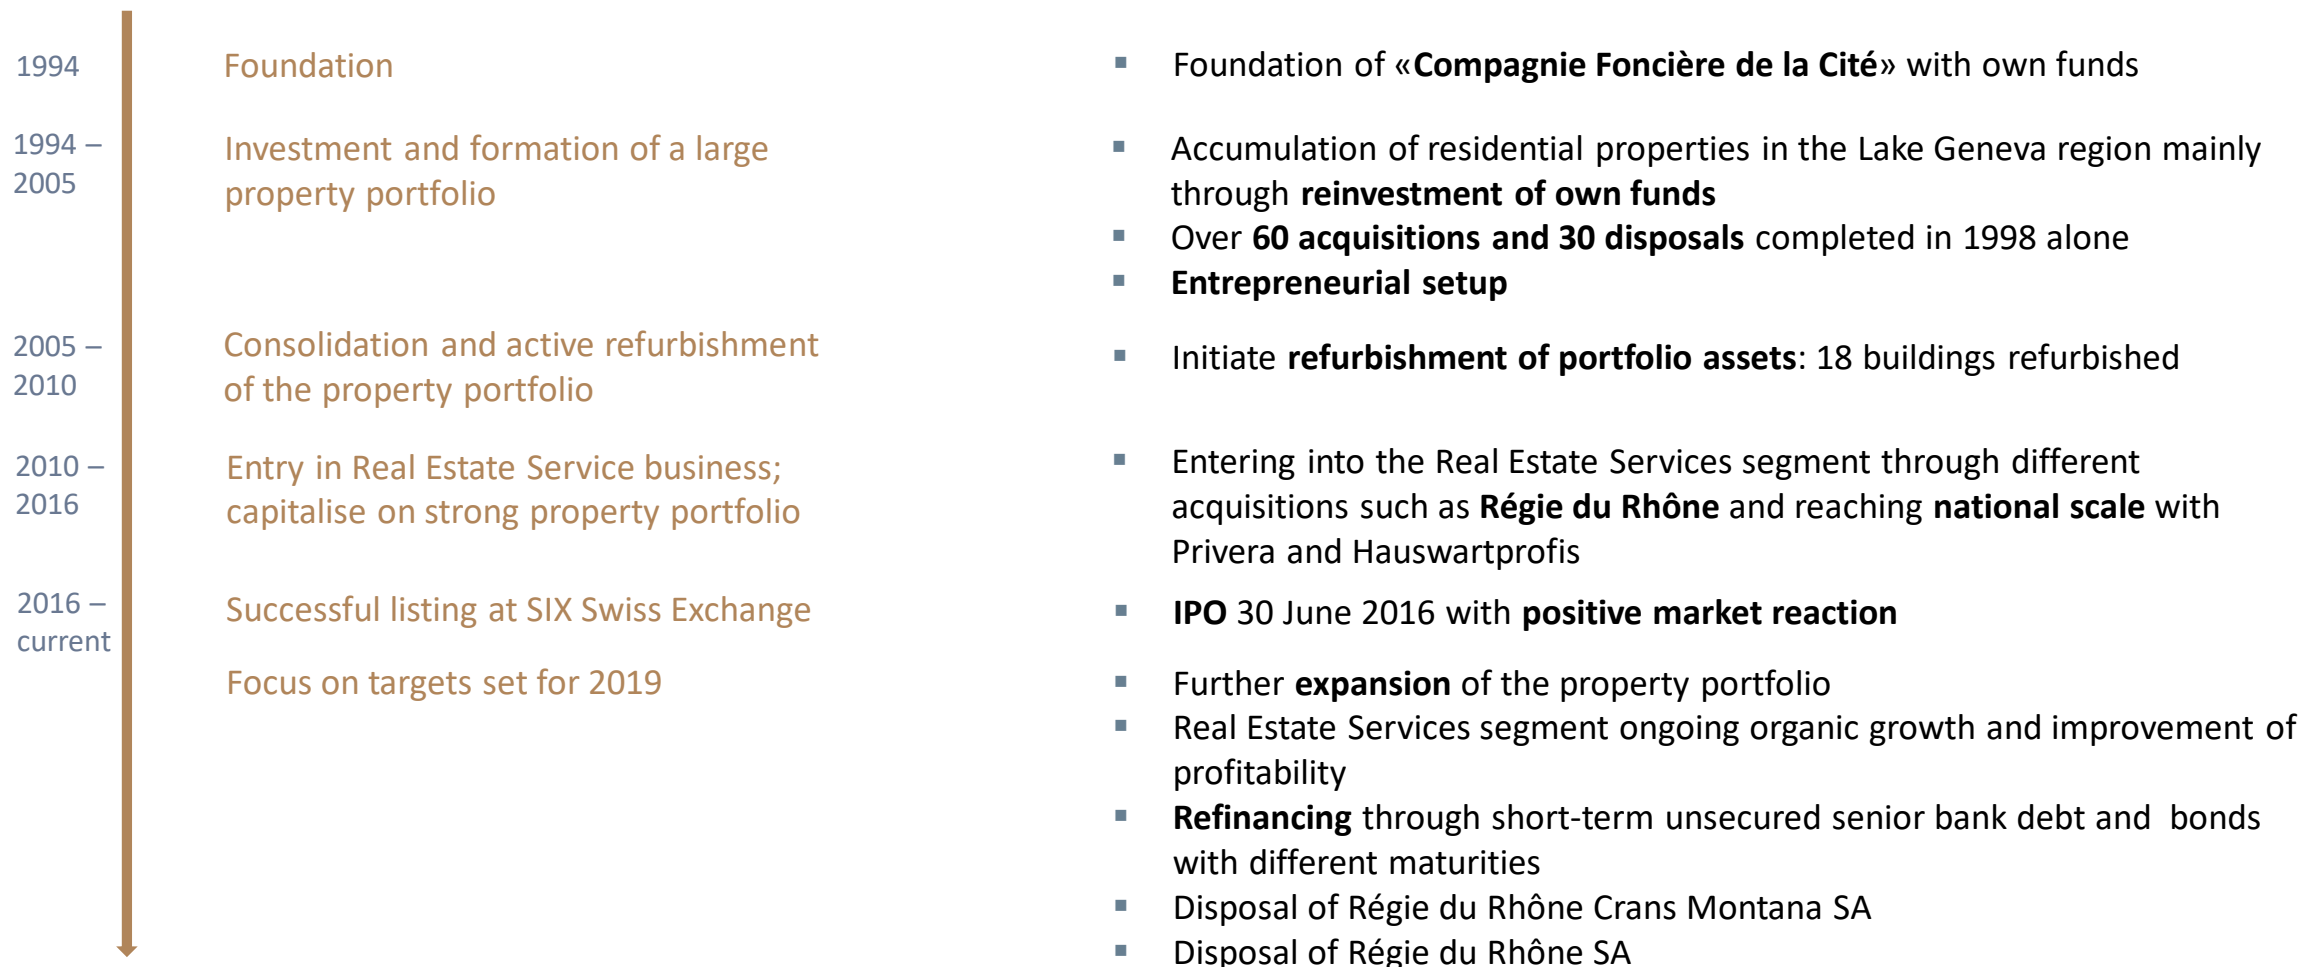 1994
Foundation
▪ Foundation of «Compagnie Foncière de la Cité» with own funds
1994 –
2005
Investment and formation of a large
property portfolio
▪ Accumulation of residential properties in the Lake Geneva region mainly
through reinvestment of own funds
▪ Over 60 acquisitions and 30 disposals completed in 1998 alone
▪ Entrepreneurial setup
2005 –
2010
Consolidation and active refurbishment
of the property portfolio
▪ Initiate refurbishment of portfolio assets: 18 buildings refurbished
2010 –
2016
Entry in Real Estate Service business;
capitalise on strong property portfolio
▪ Entering into the Real Estate Services segment through different
acquisitions such as Régie du Rhône and reaching national scale with
Privera and Hauswartprofis
2016 –
current
Successful listing at SIX Swiss Exchange
▪ IPO 30 June 2016 with positive market reaction
Focus on targets set for 2019
▪ Further expansion of the property portfolio
▪ Real Estate Services segment ongoing organic growth and improvement of
profitability
▪ Refinancing through short-term unsecured senior bank debt and bonds
with different maturities
▪ Disposal of Régie du Rhône Crans Montana SA
▪ Disposal of Régie du Rhône SA